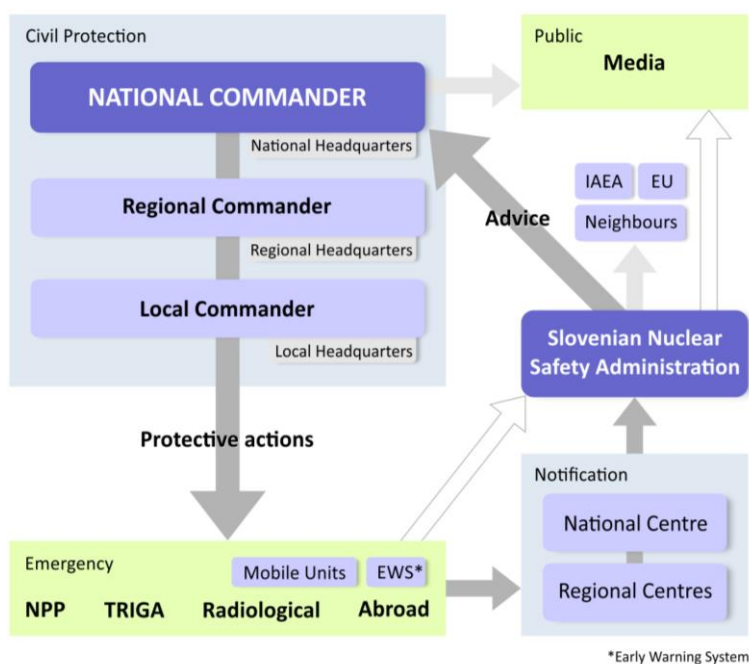 Civil Protection
NATIONAL COMMANDER
National Headquarters
Regional Commander
Regional Headquarters
Local Commander
Local Headquarters
Public
Media
IAEA
EU
Neighbours
Advice
Slovenian Nuclear
Safety Administration
Protective actions
Notification
National Centre
Regional Centres
Emergency
Mobile Units
EWS*
NPP
TRIGA
Radiological
Abroad
*Early Warning System